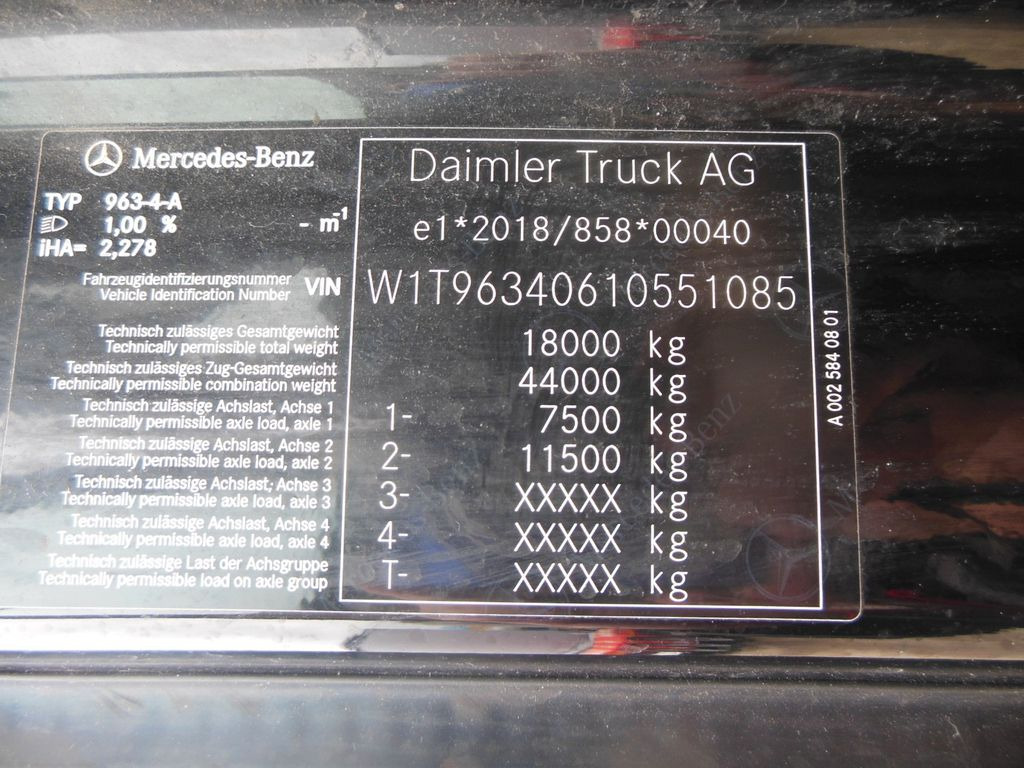 Mercedes-Benz
Daimler Truck AG
TYP 963-4-A
1,00 % - m-1
e1*2018/858*00040
iHA= 2,278
Fahrzeugidentifizierungsnummer
Vehicle Identification Number VIN W1T96340610551085
Technisch zulässiges Gesamtgewicht
Technically permissible total weight 18000 kg
Technisch zulässiges Zug-Gesamtgewicht
Technically permissible combination weight 44000 kg
Technisch zulässige Achslast, Achse 1
Technically permissible axle load, axle 1 1- 7500 kg
Technisch zulässige Achslast, Achse 2
Technically permissible axle load, axle 2 2- 11500 kg
Technisch zulässige Achslast, Achse 3
Technically permissible axle load, axle 3 3- XXXXX kg
Technisch zulässige Achslast, Achse 4
Technically permissible axle load, axle 4 4- XXXXX kg
Technisch zulässige Last der Achsgruppe
Technically permissible load on axle group T- XXXXX kg
A 002 584 08 01